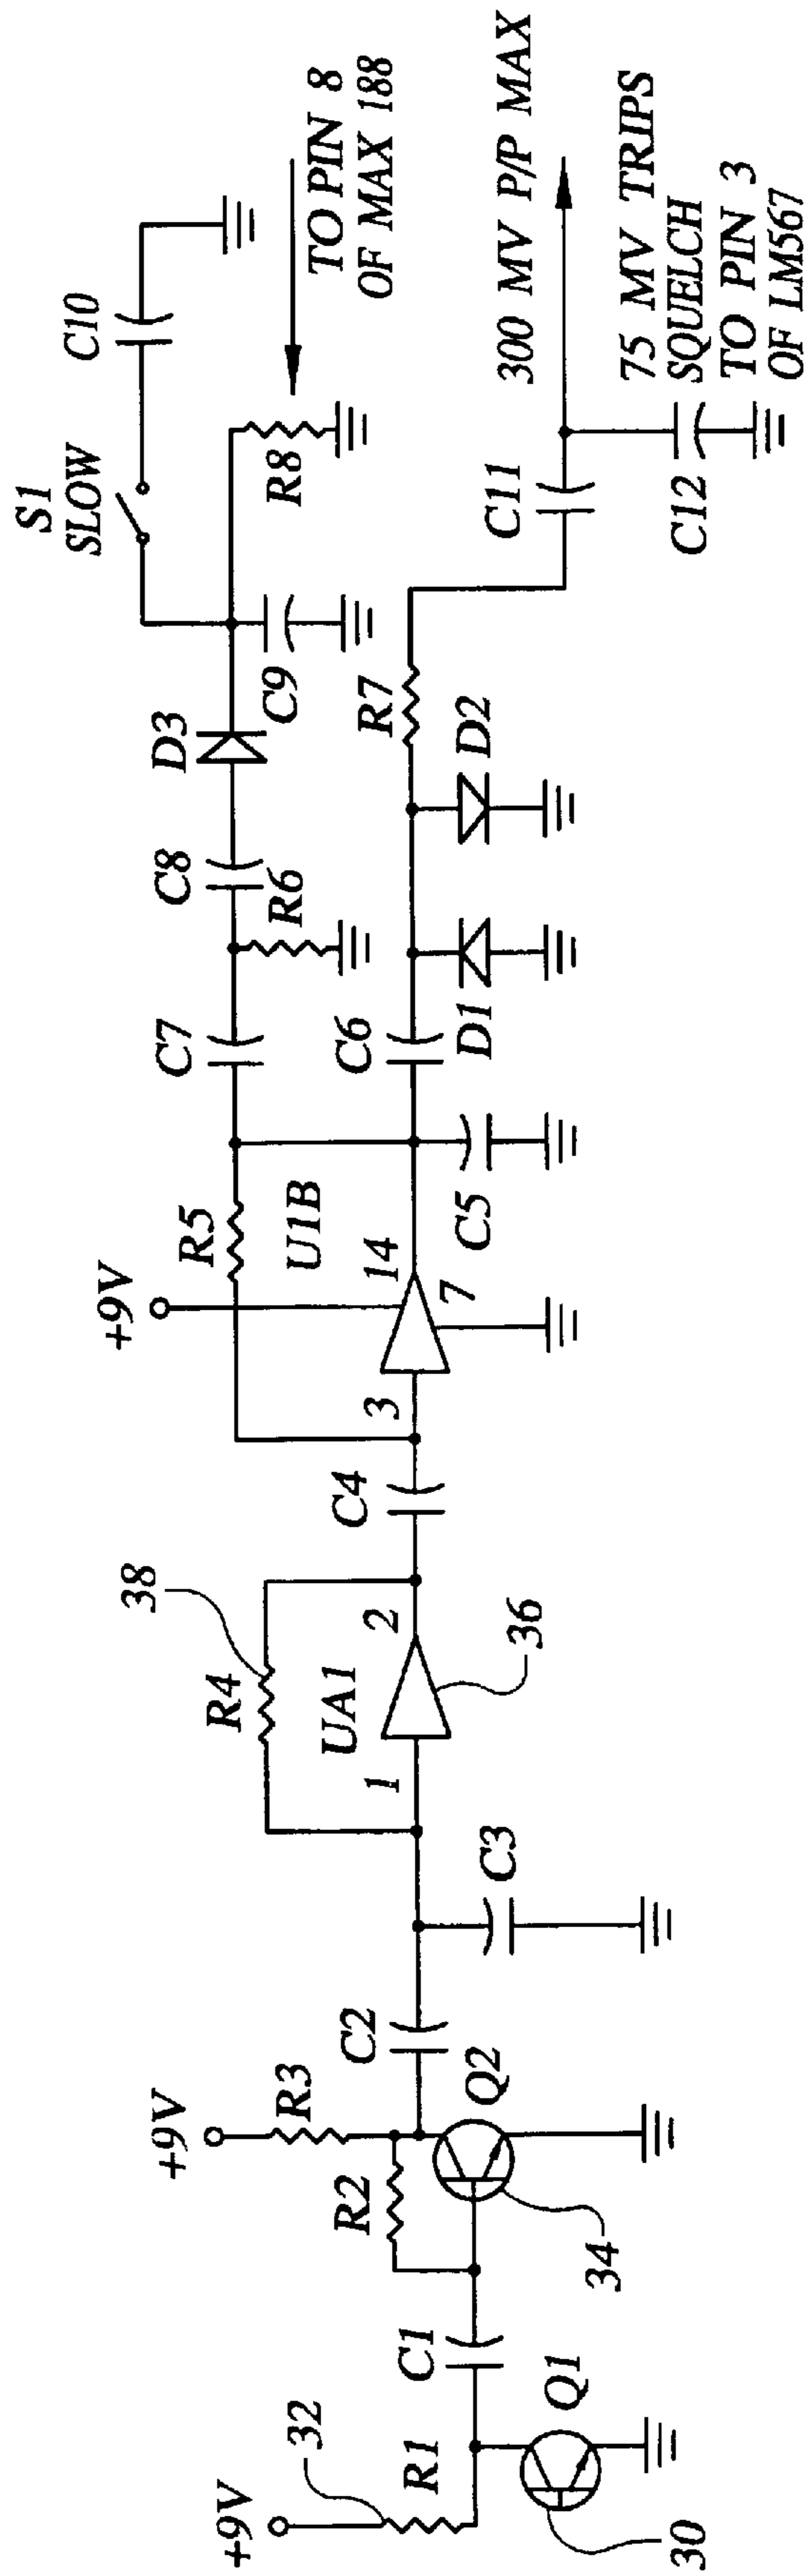 +9V
32
R1
30
Q1
C1
R2
+9V
R3
34
Q2
C2
C3
R4
38
UA1
1
2
36
C4
3
+9V
R5
U1B
14
7
C5
C7
C6
D1
R6
C8
D3
D2
C9
R7
S1
SLOW
R8
C10
TO PIN 8
OF MAX 188
C11
C12
300 MV P/P MAX
75 MV TRIPS
SQUELCH
TO PIN 3
OF LM567